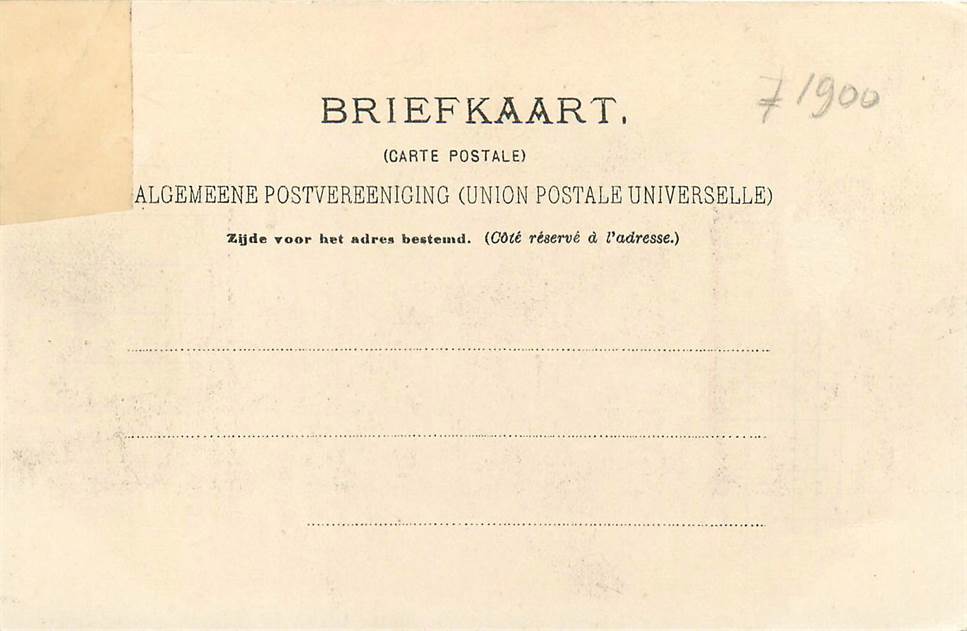 7 1900
BRIEFKAART.
(CARTE POSTALE)
ALGEMEENE POSTVEREENIGING (UNION POSTALE UNIVERSELLE)
Zijde voor het adres bestemd. (Côté réservé à l'adresse.)